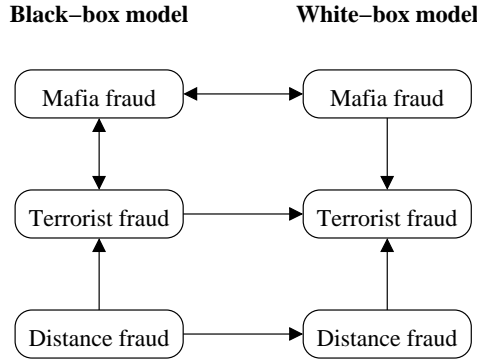 Black−box model White−box model
Mafia fraud Mafia fraud
Terrorist fraud Terrorist fraud
Distance fraud Distance fraud